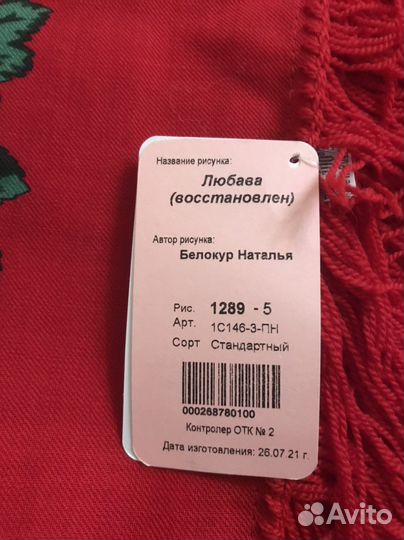 Название рисунка:
Любава
(восстановлен)
Автор рисунка:
Белокур Наталья
Рис. 1289 - 5
Арт. 1С146-3-ПН
Сорт Стандартный
000268780100
Контролер ОТК № 2
Дата изготовления: 26.07.21 г.
Avito